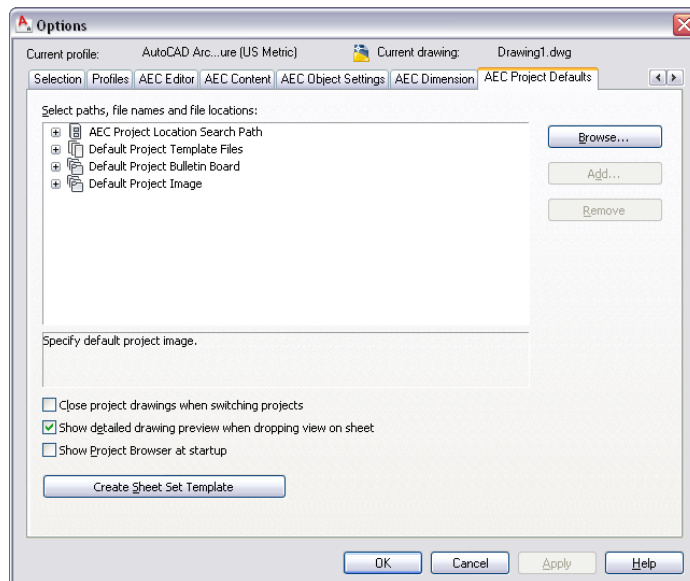 Options
Current profile: AutoCAD Arc...ure (US Metric) Current drawing: Drawing1.dwg
Selection Profiles AEC Editor AEC Content AEC Object Settings AEC Dimension AEC Project Defaults
Select paths, file names and file locations:
AEC Project Location Search Path
Default Project Template Files
Default Project Bulletin Board
Default Project Image
Browse...
Add...
Remove
Specify default project image.
Close project drawings when switching projects
Show detailed drawing preview when dropping view on sheet
Show Project Browser at startup
Create Sheet Set Template
OK Cancel Apply Help